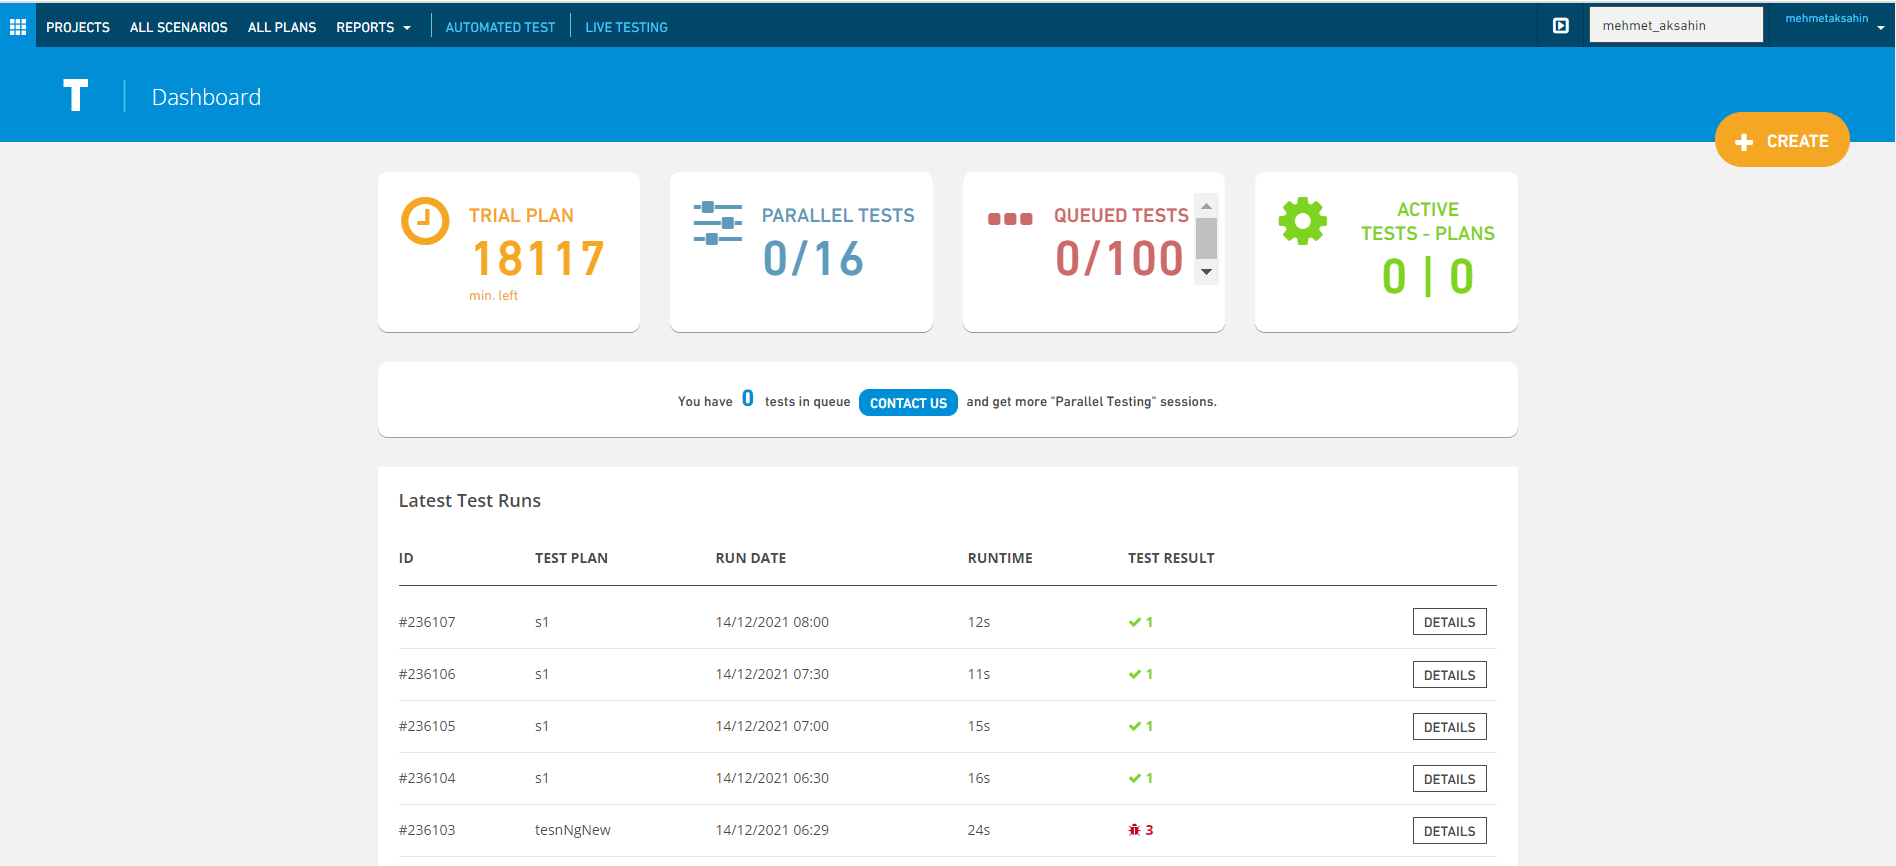 PROJECTS ALL SCENARIOS ALL PLANS REPORTS AUTOMATED TEST LIVE TESTING mehmet_aksahin mehmetaksahin
T Dashboard
CREATE
TRIAL PLAN
18117
min. left
PARALLEL TESTS
0/16
QUEUED TESTS
0/100
ACTIVE
TESTS - PLANS
0 | 0
You have 0 tests in queue CONTACT US and get more "Parallel Testing" sessions.
Latest Test Runs
ID TEST PLAN RUN DATE RUNTIME TEST RESULT
#236107 s1 14/12/2021 08:00 12s 1 DETAILS
#236106 s1 14/12/2021 07:30 11s 1 DETAILS
#236105 s1 14/12/2021 07:00 15s 1 DETAILS
#236104 s1 14/12/2021 06:30 16s 1 DETAILS
#236103 tesnNgNew 14/12/2021 06:29 24s 3 DETAILS